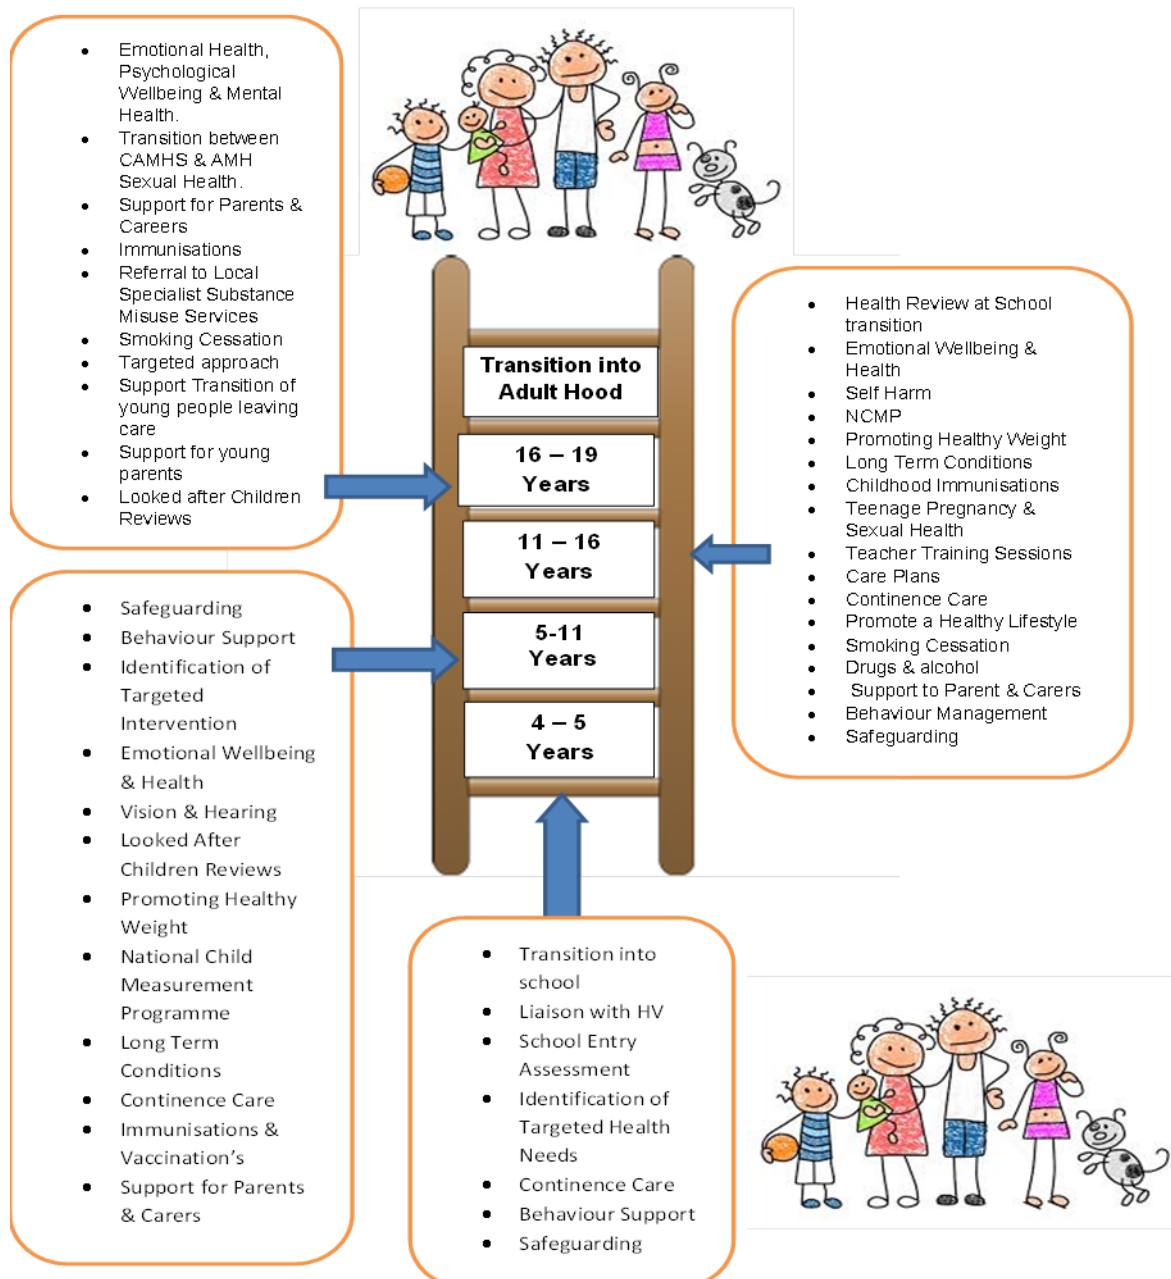 • Emotional Health,
Psychological
Wellbeing & Mental
Health.
• Transition between
CAMHS & AMH
Sexual Health.
• Support for Parents &
Careers
• Immunisations
• Referral to Local
Specialist Substance
Misuse Services
• Smoking Cessation
• Targeted approach
• Support Transition of
young people leaving
care
• Support for young
parents
• Looked after Children
Reviews
Transition into
Adult Hood
16 – 19
Years
11 – 16
Years
5-11
Years
4 – 5
Years
• Health Review at School
transition
• Emotional Wellbeing &
Health
• Self Harm
• NCMP
• Promoting Healthy Weight
• Long Term Conditions
• Childhood Immunisations
• Teenage Pregnancy &
Sexual Health
• Teacher Training Sessions
• Care Plans
• Continence Care
• Promote a Healthy Lifestyle
• Smoking Cessation
• Drugs & alcohol
• Support to Parent & Carers
• Behaviour Management
• Safeguarding
• Safeguarding
• Behaviour Support
• Identification of
Targeted
Intervention
• Emotional Wellbeing
& Health
• Vision & Hearing
• Looked After
Children Reviews
• Promoting Healthy
Weight
• National Child
Measurement
Programme
• Long Term
Conditions
• Continence Care
• Immunisations &
Vaccination's
• Support for Parents
& Carers
• Transition into
school
• Liaison with HV
• School Entry
Assessment
• Identification of
Targeted Health
Needs
• Continence Care
• Behaviour Support
• Safeguarding